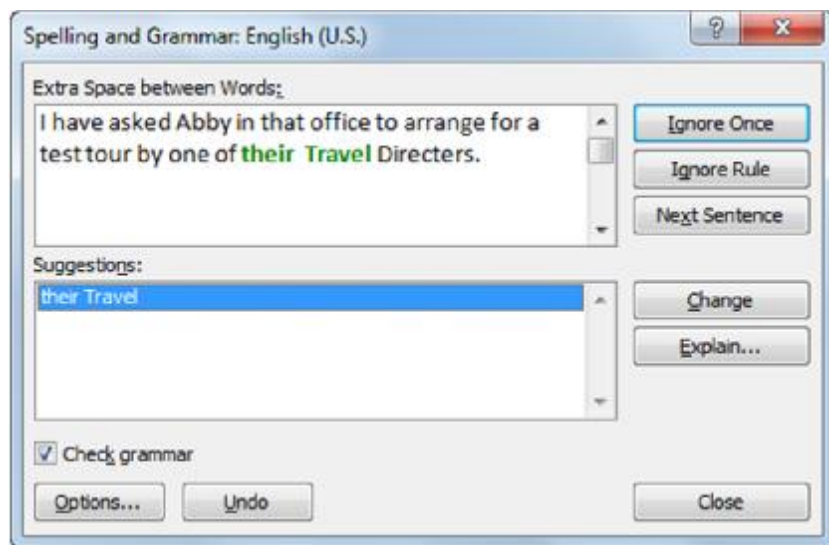 Spelling and Grammar: English (U.S.)
Extra Space between Words:
I have asked Abby in that office to arrange for a
test tour by one of their  Travel Directers.
Ignore Once
Ignore Rule
Next Sentence
Suggestions:
their Travel
Change
Explain...
Check grammar
Options...
Undo
Close